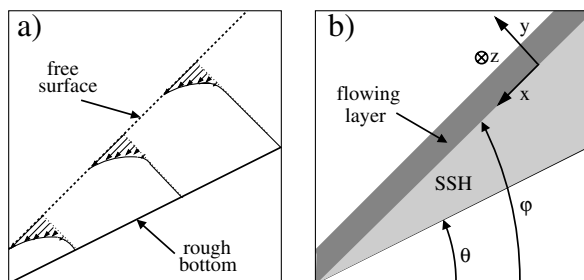 a)
free
surface
rough
bottom
b)
y
z
x
flowing
layer
SSH
φ
θ